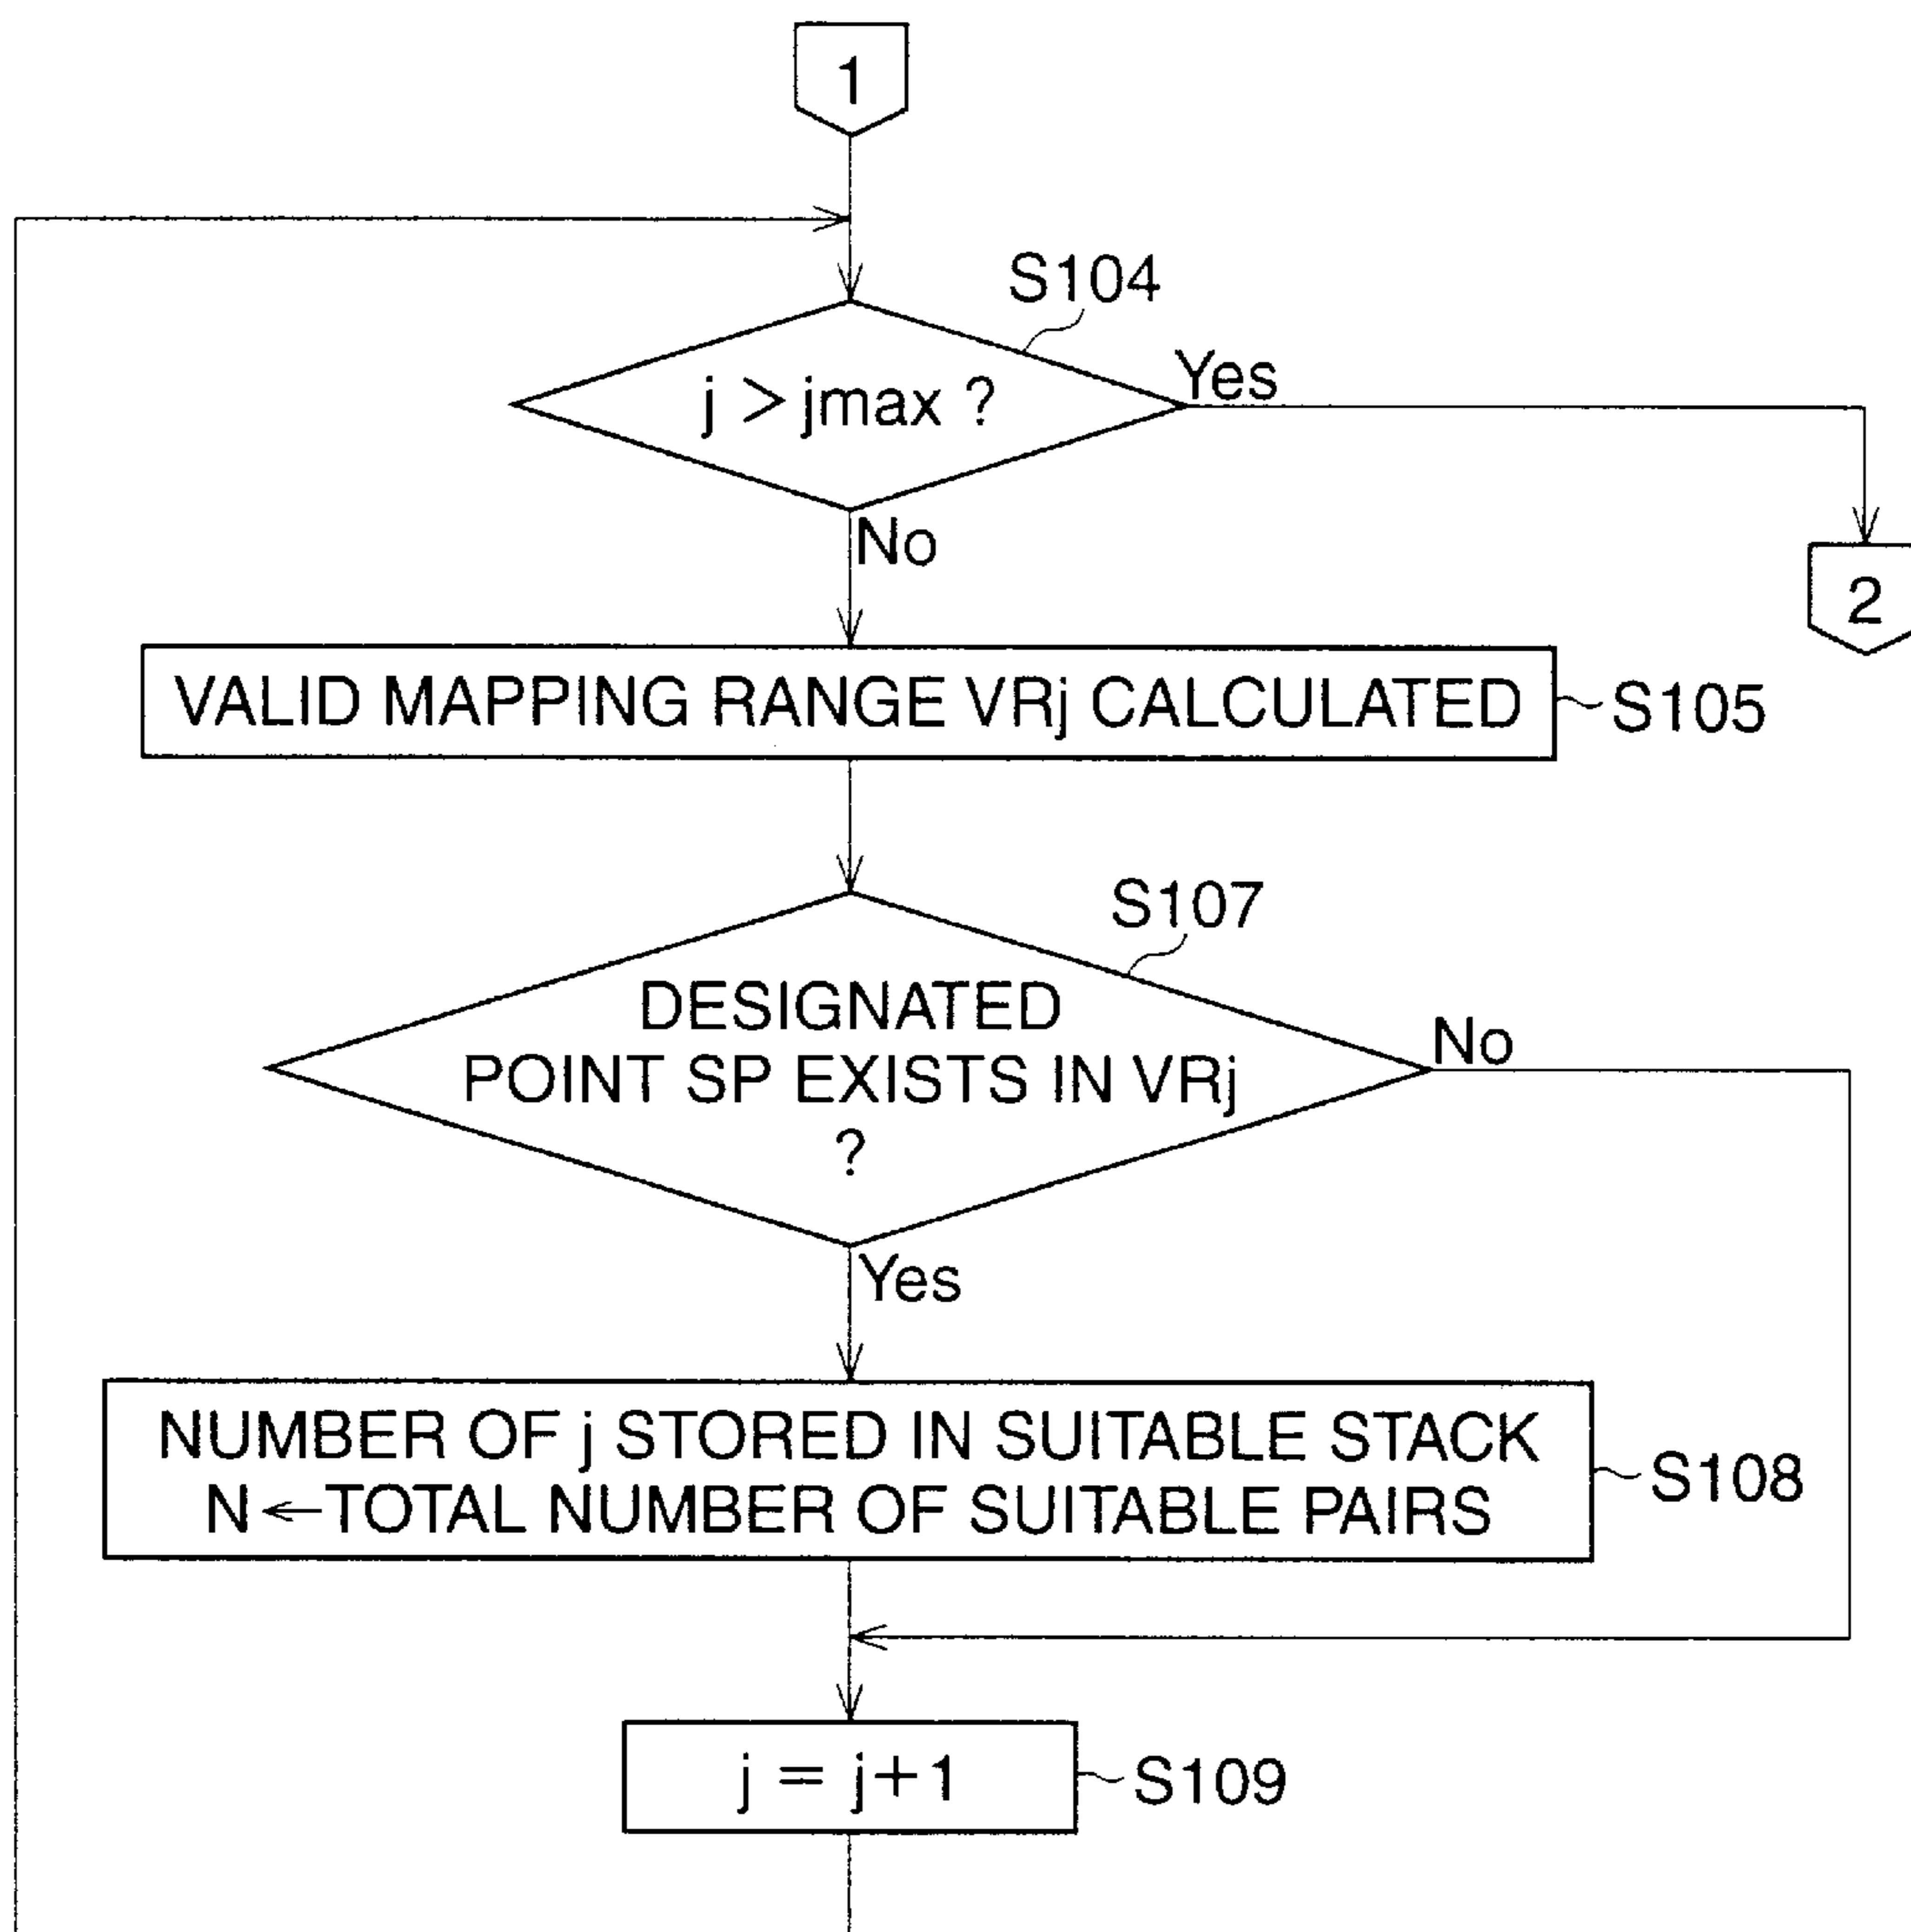 1
S104
j > jmax ?
Yes
No
2
VALID MAPPING RANGE VRj CALCULATED
S105
S107
DESIGNATED
POINT SP EXISTS IN VRj
?
No
Yes
NUMBER OF j STORED IN SUITABLE STACK
N ←TOTAL NUMBER OF SUITABLE PAIRS
S108
j = j+1
S109